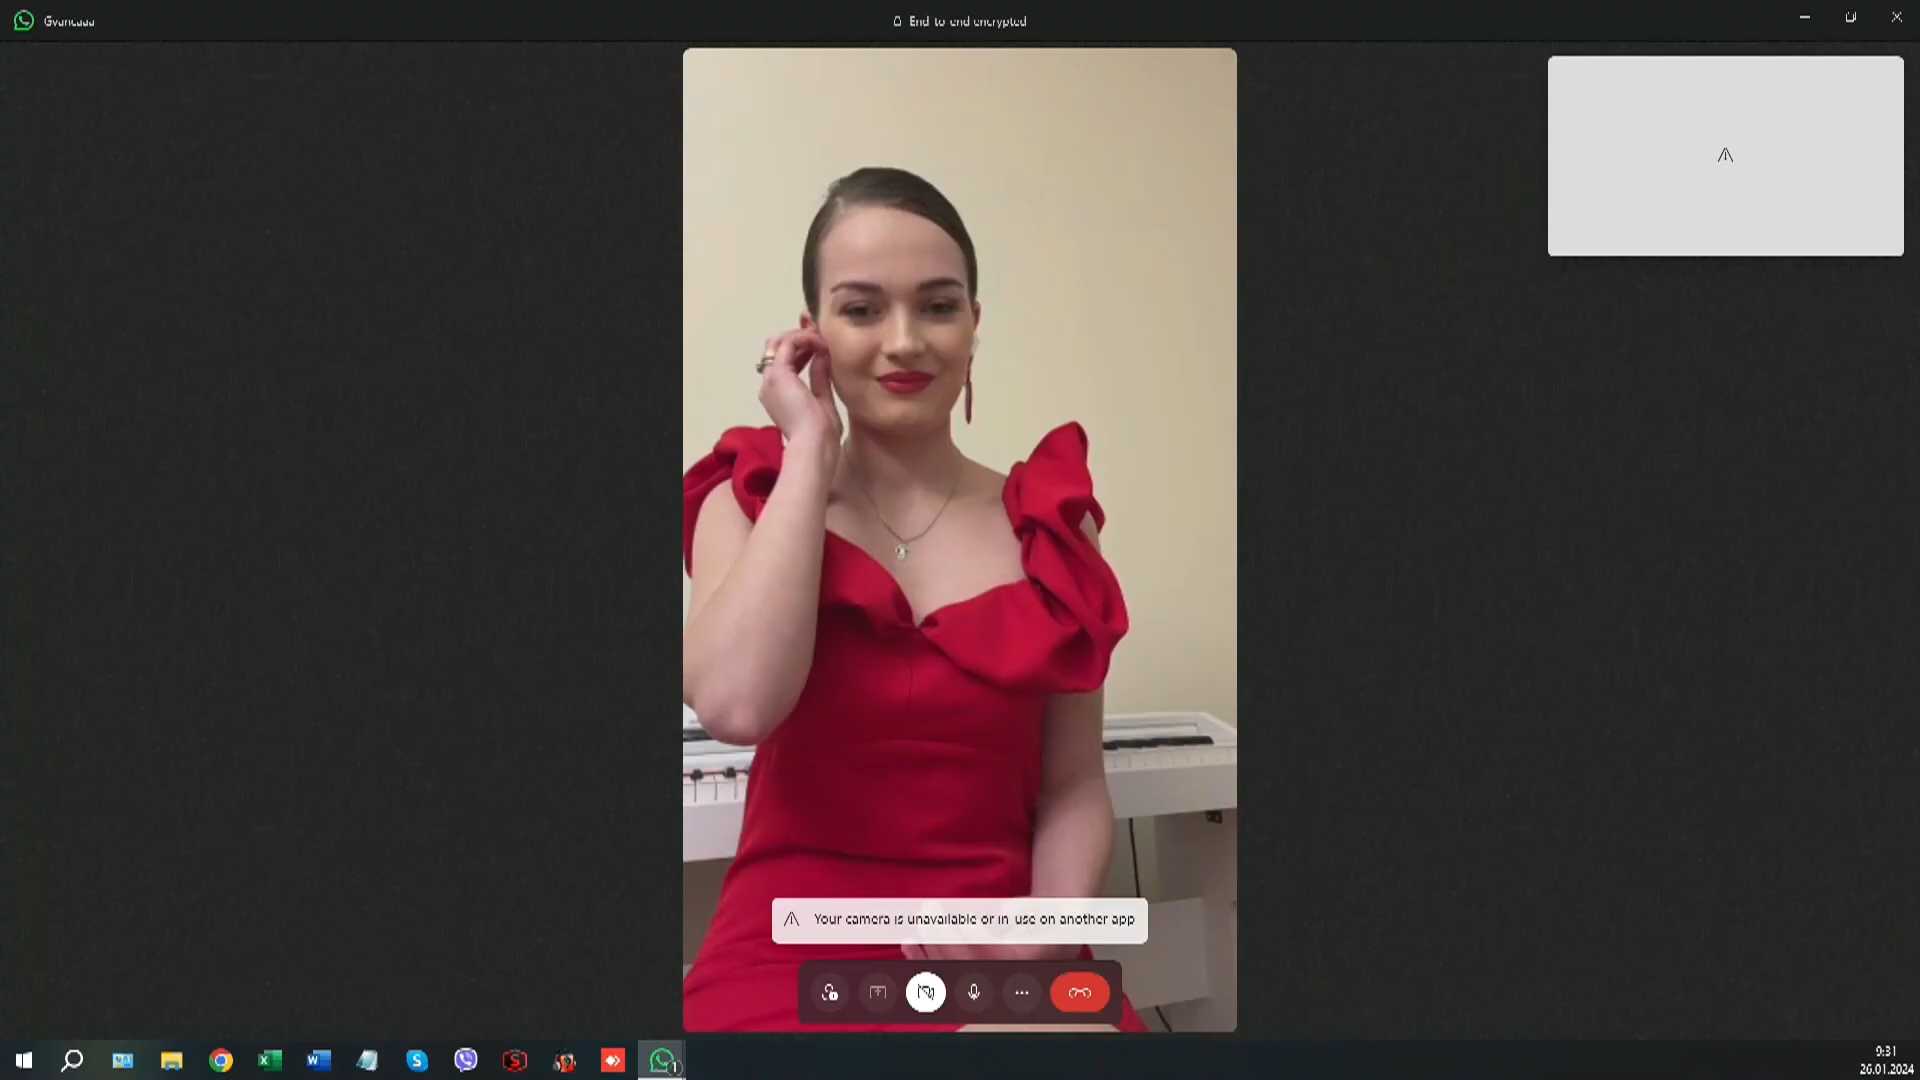 Gvancaaa
End-to-end encrypted
Your camera is unavailable or in use on another app
9:31
26.01.2024